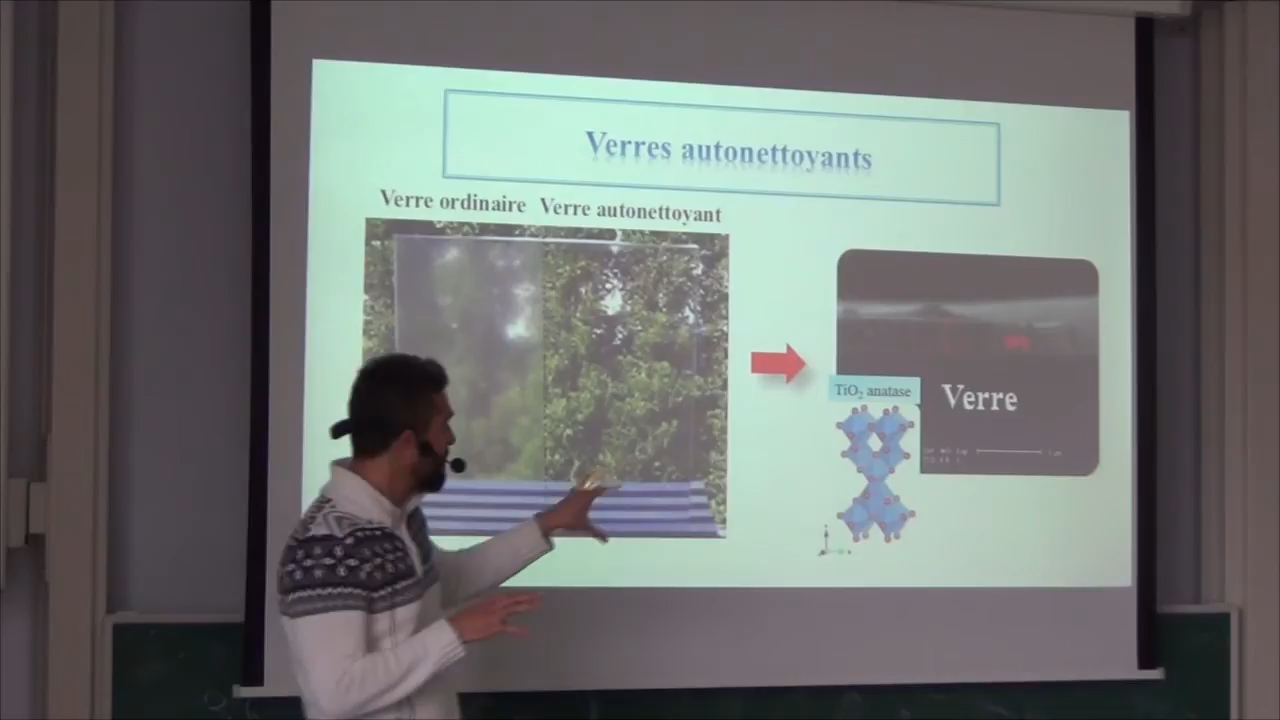 Verres autonettoyants
Verre ordinaire Verre autonettoyant
TiO₂ anatase
Verre